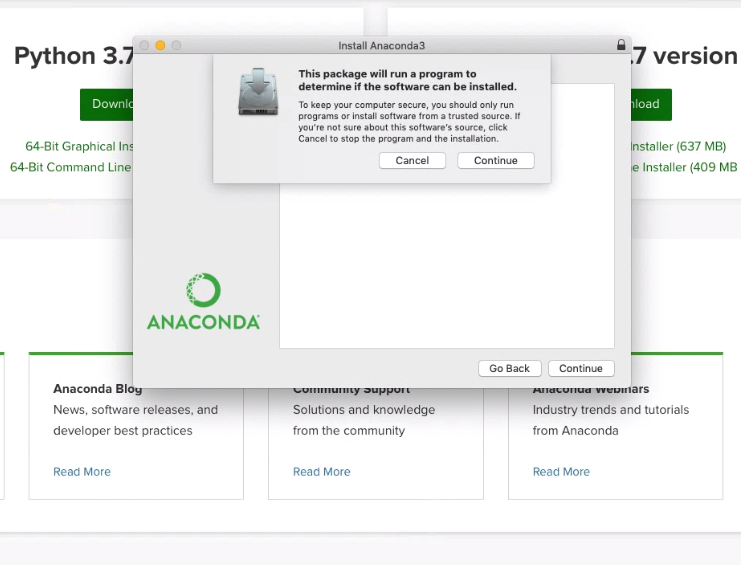 Install Anaconda3
Python 3.7
.7 version
This package will run a program to
determine if the software can be installed.
To keep your computer secure, you should only run
programs or install software from a trusted source. If
you're not sure about this software's source, click
Cancel to stop the program and the installation.
Cancel
Continue
64-Bit Graphical
64-Bit Command Line
load
Installer (637 MB)
Installer (409 MB
ANACONDA
Go Back
Continue
Anaconda Blog
News, software releases, and
developer best practices
Read More
Community Support
Solutions and knowledge
from the community
Read More
Anaconda Webinars
Industry trends and tutorials
from Anaconda
Read More